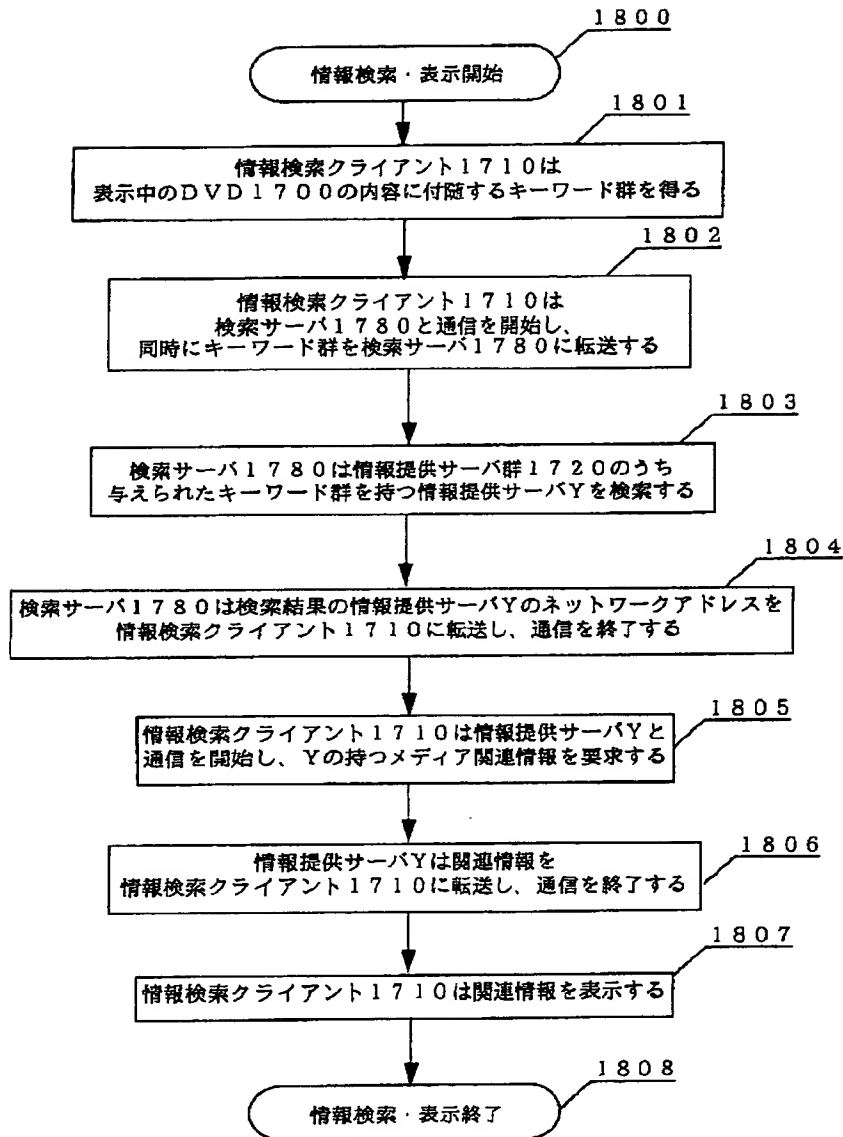 1800
情報検索・表示開始
1801
情報検索クライアント1710は
表示中のDVD1700の内容に付随するキーワード群を得る
1802
情報検索クライアント1710は
検索サーバ1780と通信を開始し、
同時にキーワード群を検索サーバ1780に転送する
1803
検索サーバ1780は情報提供サーバ群1720のうち
与えられたキーワード群を持つ情報提供サーバYを検索する
1804
検索サーバ1780は検索結果の情報提供サーバYのネットワークアドレスを
情報検索クライアント1710に転送し、通信を終了する
1805
情報検索クライアント1710は情報提供サーバYと
通信を開始し、Yの持つメディア関連情報を要求する
1806
情報提供サーバYは関連情報を
情報検索クライアント1710に転送し、通信を終了する
1807
情報検索クライアント1710は関連情報を表示する
1808
情報検索・表示終了